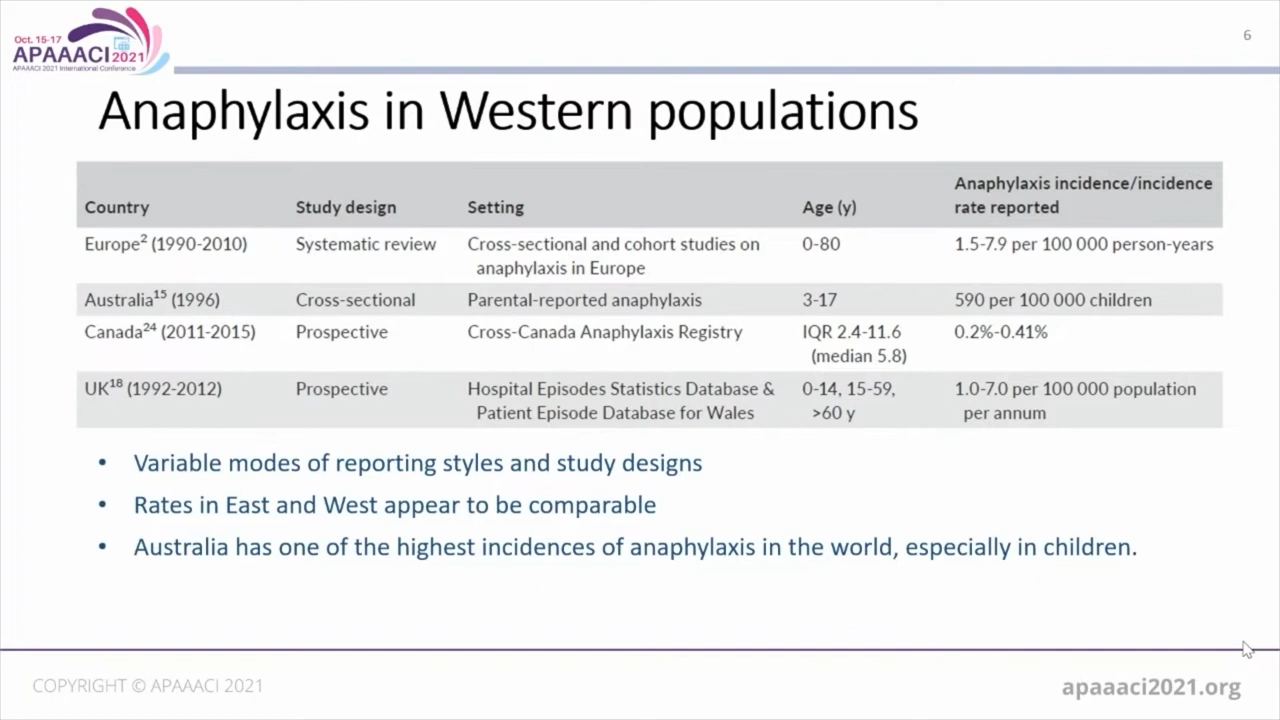 Oct. 15-17
APAAACI 2021
APAAACI 2021 International Conference
6
Anaphylaxis in Western populations
Country Study design Setting Age (y) Anaphylaxis incidence/incidence rate reported
Europe² (1990-2010) Systematic review Cross-sectional and cohort studies on anaphylaxis in Europe 0-80 1.5-7.9 per 100 000 person-years
Australia¹⁵ (1996) Cross-sectional Parental-reported anaphylaxis 3-17 590 per 100 000 children
Canada²⁴ (2011-2015) Prospective Cross-Canada Anaphylaxis Registry IQR 2.4-11.6 (median 5.8) 0.2%-0.41%
UK¹⁸ (1992-2012) Prospective Hospital Episodes Statistics Database & Patient Episode Database for Wales 0-14, 15-59, >60 y 1.0-7.0 per 100 000 population per annum
• Variable modes of reporting styles and study designs
• Rates in East and West appear to be comparable
• Australia has one of the highest incidences of anaphylaxis in the world, especially in children.
COPYRIGHT © APAAACI 2021
apaaaci2021.org